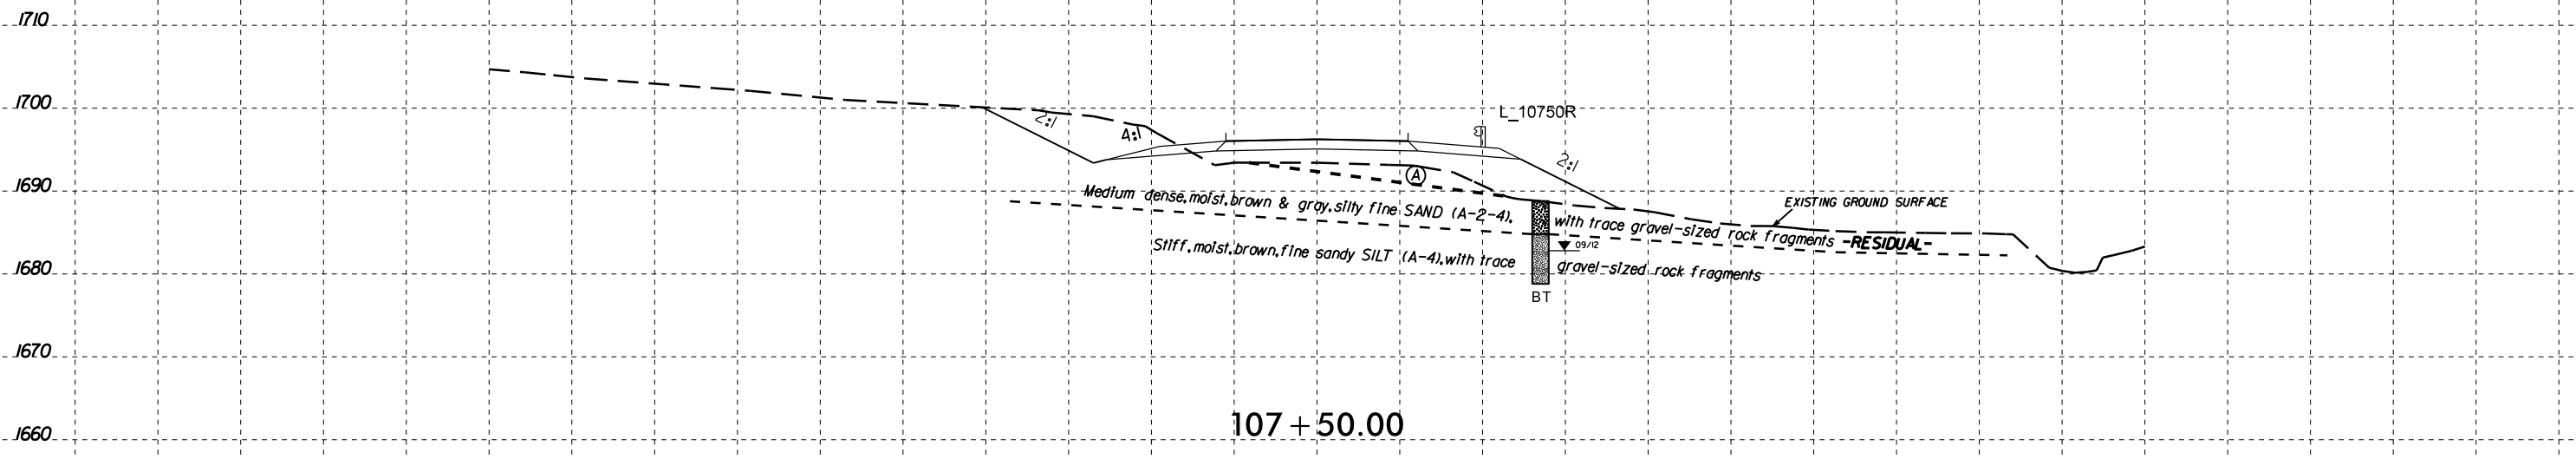 1710
1700
L_10750R
2:1
4:1
2:1
1690
A
Medium dense,moist,brown & gray,silty fine SAND (A-2-4), with trace gravel-sized rock fragments -RESIDUAL-
EXISTING GROUND SURFACE
09/12
Stiff,moist,brown,fine sandy SILT (A-4),with trace gravel-sized rock fragments
1680
BT
1670
107+50.00
1660